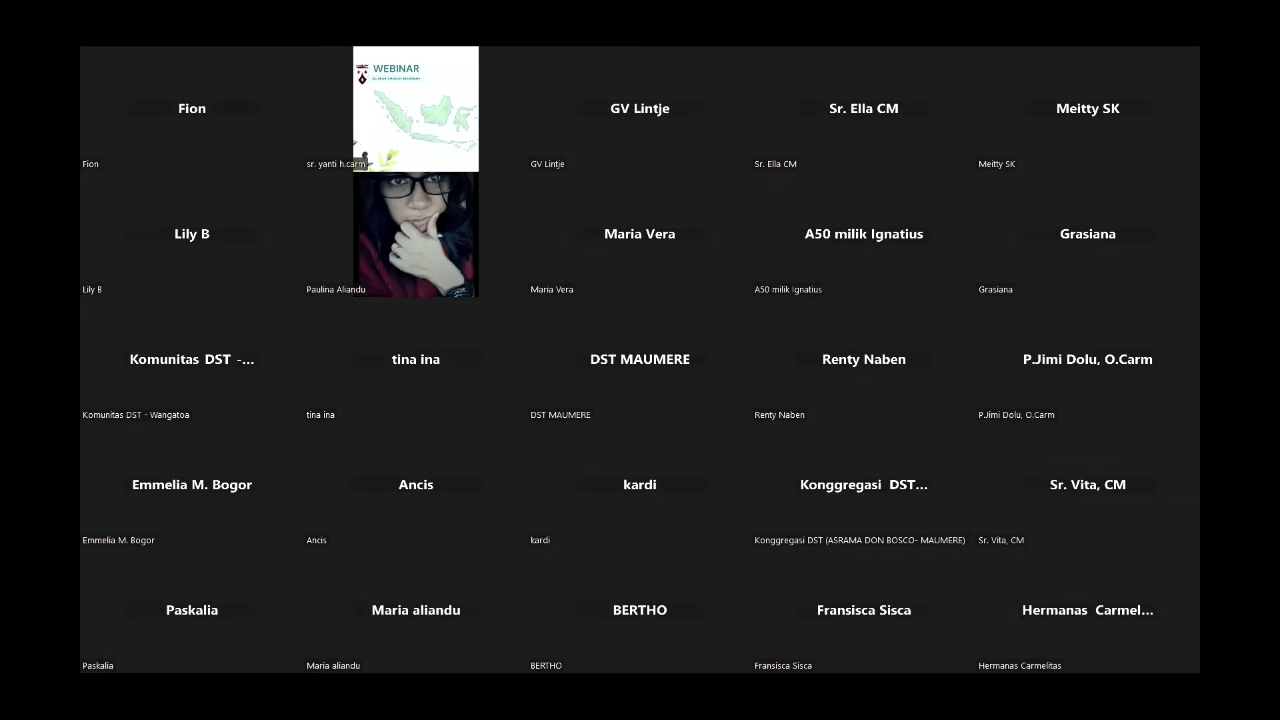 WEBINAR
Fion
GV Lintje
Sr. Ella CM
Meitty SK
Fion
sr. yanti h.carm
GV Lintje
Sr. Ella CM
Meitty SK
Lily B
Maria Vera
A50 milik Ignatius
Grasiana
Lily B
Paulina Aliandu
Maria Vera
A50 milik Ignatius
Grasiana
Komunitas DST -...
tina ina
DST MAUMERE
Renty Naben
P.Jimi Dolu, O.Carm
Komunitas DST - Wangatoa
tina ina
DST MAUMERE
Renty Naben
P.Jimi Dolu, O.Carm
Emmelia M. Bogor
Ancis
kardi
Konggregasi DST...
Sr. Vita, CM
Emmelia M. Bogor
Ancis
kardi
Konggregasi DST (ASRAMA DON BOSCO- MAUMERE)
Sr. Vita, CM
Paskalia
Maria aliandu
BERTHO
Fransisca Sisca
Hermanas Carmel...
Paskalia
Maria aliandu
BERTHO
Fransisca Sisca
Hermanas Carmelitas